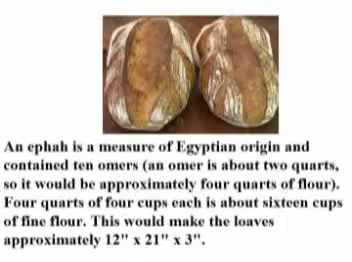 An ephah is a measure of Egyptian origin and
contained ten omers (an omer is about two quarts,
so it would be approximately four quarts of flour).
Four quarts of four cups each is about sixteen cups
of fine flour. This would make the loaves
approximately 12" x 21" x 3".